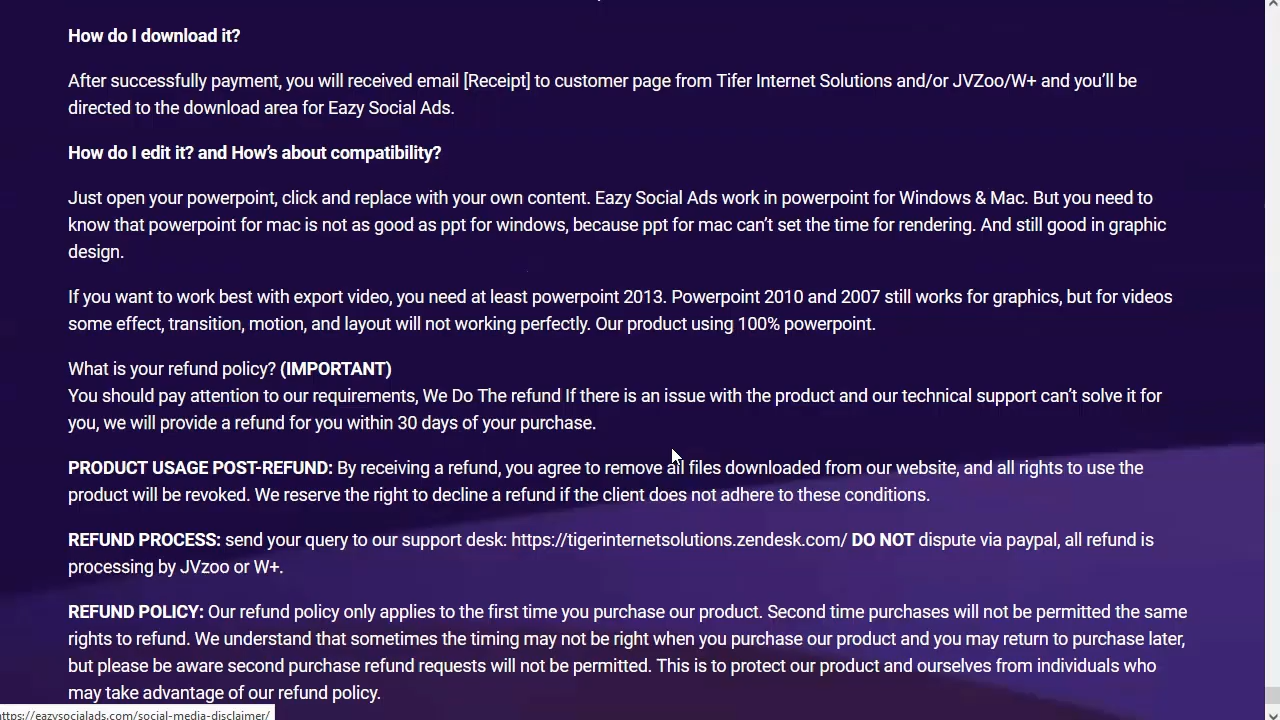 How do I download it?
After successfully payment, you will received email [Receipt] to customer page from Tifer Internet Solutions and/or JVZoo/W+ and you’ll be
directed to the download area for Eazy Social Ads.
How do I edit it? and How’s about compatibility?
Just open your powerpoint, click and replace with your own content. Eazy Social Ads work in powerpoint for Windows & Mac. But you need to
know that powerpoint for mac is not as good as ppt for windows, because ppt for mac can’t set the time for rendering. And still good in graphic
design.
If you want to work best with export video, you need at least powerpoint 2013. Powerpoint 2010 and 2007 still works for graphics, but for videos
some effect, transition, motion, and layout will not working perfectly. Our product using 100% powerpoint.
What is your refund policy? (IMPORTANT)
You should pay attention to our requirements, We Do The refund If there is an issue with the product and our technical support can’t solve it for
you, we will provide a refund for you within 30 days of your purchase.
PRODUCT USAGE POST-REFUND: By receiving a refund, you agree to remove all files downloaded from our website, and all rights to use the
product will be revoked. We reserve the right to decline a refund if the client does not adhere to these conditions.
REFUND PROCESS: send your query to our support desk: https://tigerinternetsolutions.zendesk.com/ DO NOT dispute via paypal, all refund is
processing by JVzoo or W+.
REFUND POLICY: Our refund policy only applies to the first time you purchase our product. Second time purchases will not be permitted the same
rights to refund. We understand that sometimes the timing may not be right when you purchase our product and you may return to purchase later,
but please be aware second purchase refund requests will not be permitted. This is to protect our product and ourselves from individuals who
may take advantage of our refund policy.
https://eazysocialads.com/social-media-disclaimer/